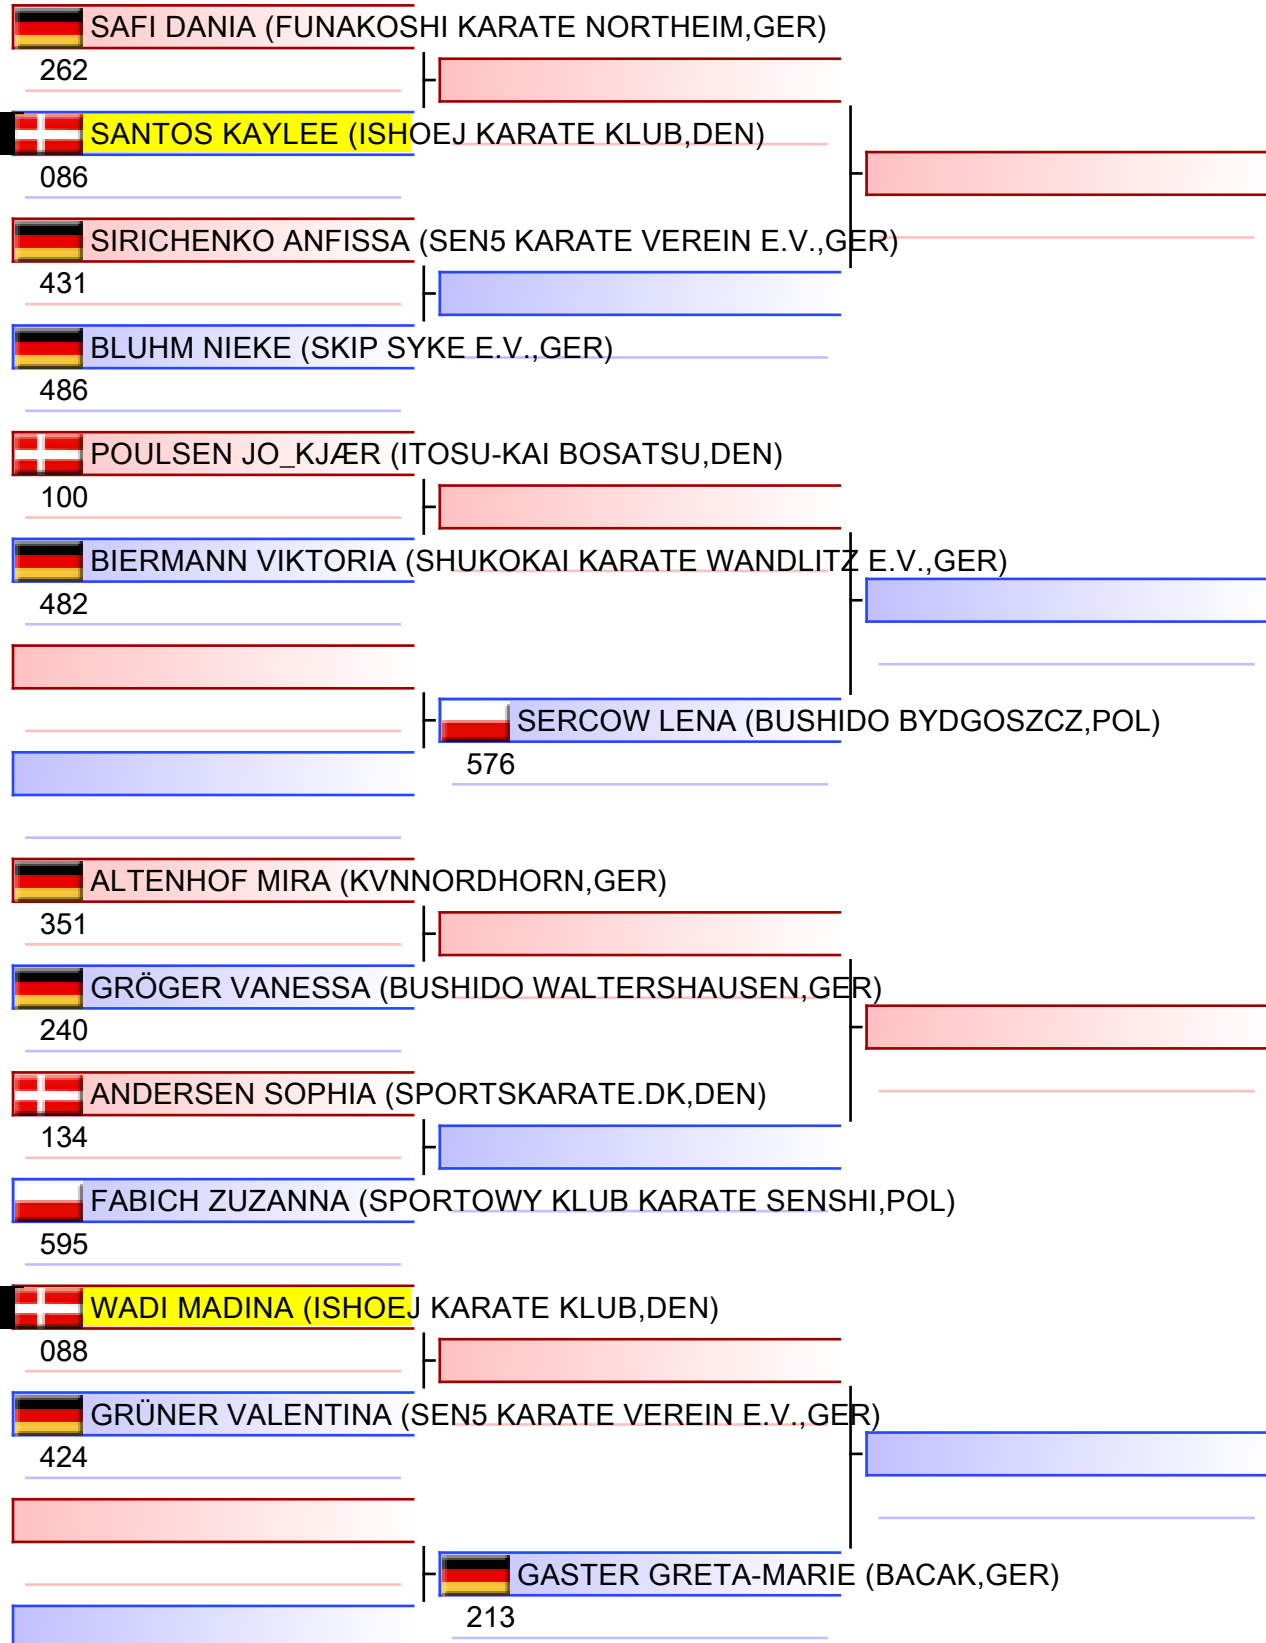 SAFI DANIA (FUNAKOSHI KARATE NORTHEIM,GER)
262
SANTOS KAYLEE (ISHOEJ KARATE KLUB,DEN)
086
SIRICHENKO ANFISSA (SEN5 KARATE VEREIN E.V.,GER)
431
BLUHM NIEKE (SKIP SYKE E.V.,GER)
486
POULSEN JO_KJÆR (ITOSU-KAI BOSATSU,DEN)
100
BIERMANN VIKTORIA (SHUKOKAI KARATE WANDLITZ E.V.,GER)
482
SERCOW LENA (BUSHIDO BYDGOSZCZ,POL)
576
ALTENHOF MIRA (KVNNORDHORN,GER)
351
GRÖGER VANESSA (BUSHIDO WALTERSHAUSEN,GER)
240
ANDERSEN SOPHIA (SPORTSKARATE.DK,DEN)
134
FABICH ZUZANNA (SPORTOWY KLUB KARATE SENSHI,POL)
595
WADI MADINA (ISHOEJ KARATE KLUB,DEN)
088
GRÜNER VALENTINA (SEN5 KARATE VEREIN E.V.,GER)
424
GASTER GRETA-MARIE (BACAK,GER)
213